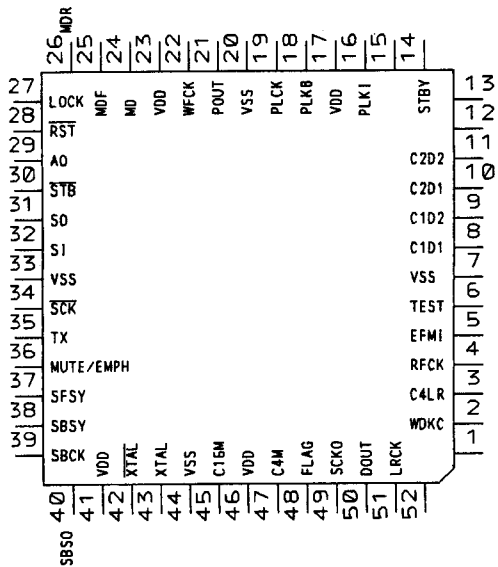 MDR
26 25 24 23 22 21 20 19 18 17 16 15 14
MDF MD VDD WFCK POUT VSS PLCK PLKB VDD PLKI STBY
27 LOCK
28 RST
29 A0
30 STB
31 SO
32 SI
33 VSS
34 SCK
35 TX
36 MUTE/EMPH
37 SFSY
38 SBSY
39 SBCK
13
12
11 C2D2
10 C2D1
9 C1D2
8 C1D1
7 VSS
6 TEST
5 EFMI
4 RFCK
3 C4LR
2 WDKC
1
VDD XTAL XTAL VSS C16M VDD C4M FLAG SCKO DOUT LRCK
40 41 42 43 44 45 46 47 48 49 50 51 52
SBSO